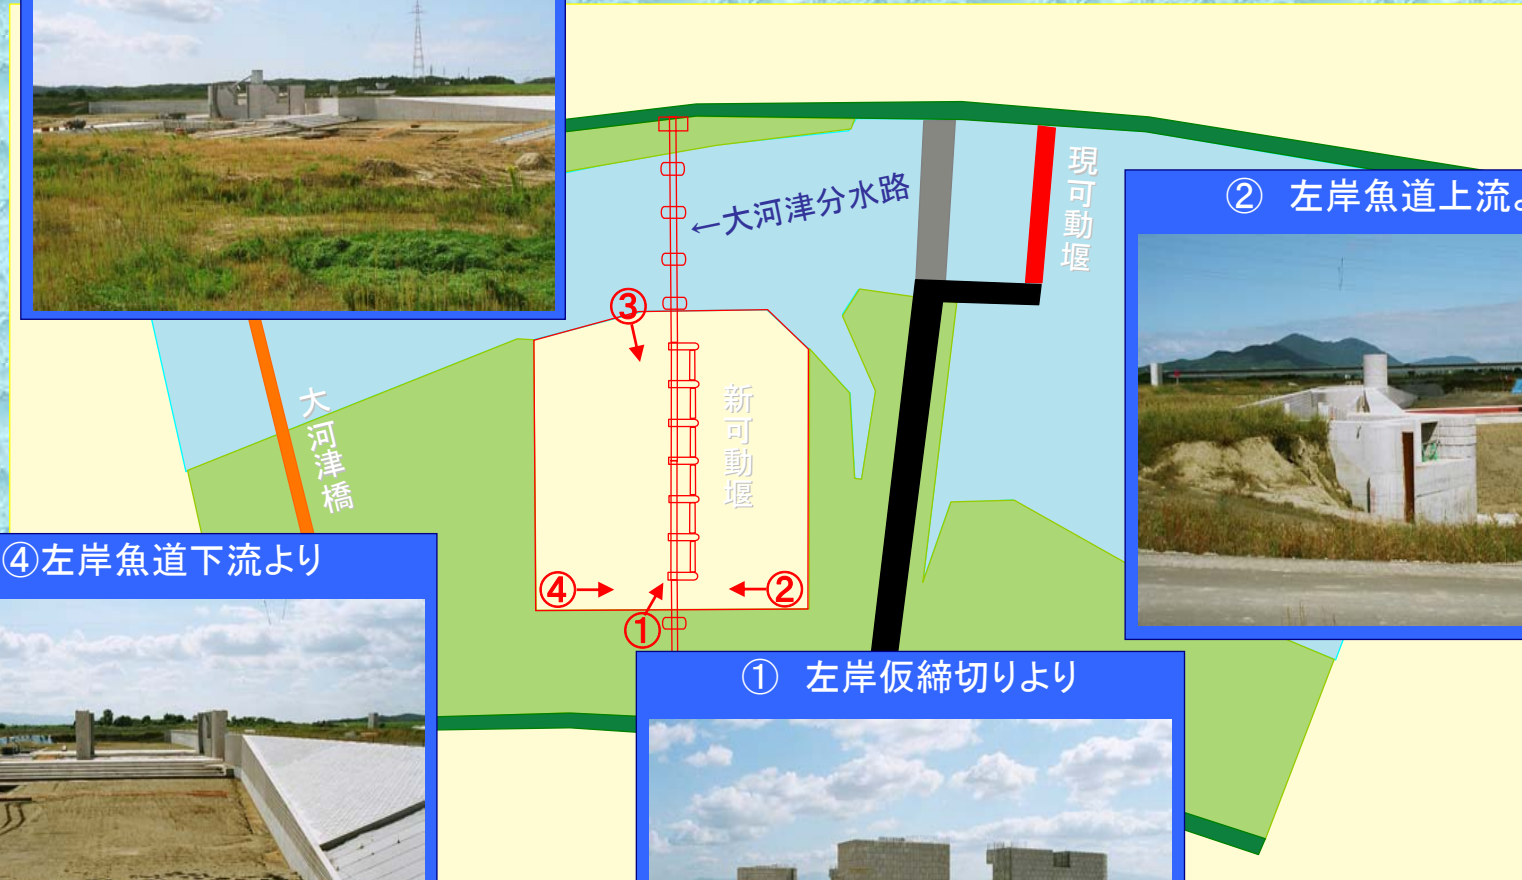 ←大河津分水路
現可動堰
② 左岸魚道上流よ
③
大河津橋
新可動堰
④左岸魚道下流より
④
②
①
① 左岸仮締切りより